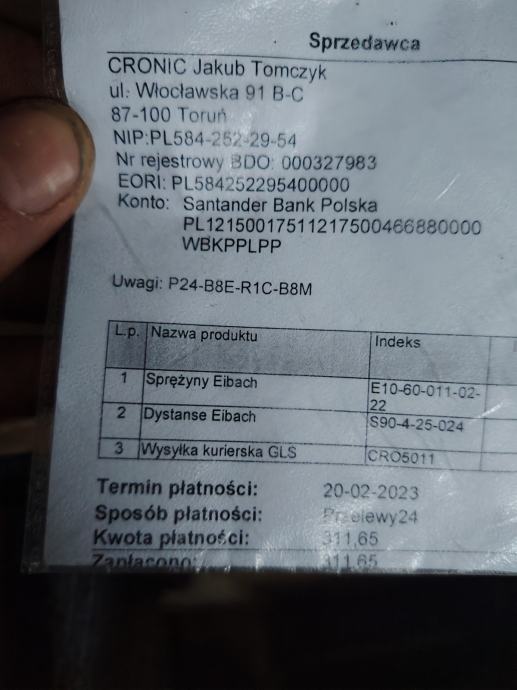 Sprzedawca
CRONIC Jakub Tomczyk
ul. Włocławska 91 B-C
87-100 Toruń
NIP:PL584-252-29-54
Nr rejestrowy BDO: 000327983
EORI: PL584252295400000
Konto: Santander Bank Polska
PL12150017511217500466880000
WBKPPLPP
Uwagi: P24-B8E-R1C-B8M
L.p. Nazwa produktu Indeks
1 Sprężyny Eibach E10-60-011-02-
22
2 Dystanse Eibach S90-4-25-024
3 Wysyłka kurierska GLS CRO5011
Termin płatności: 20-02-2023
Sposób płatności: Przelewy24
Kwota płatności: 311,65
Zapłacono: 311,65